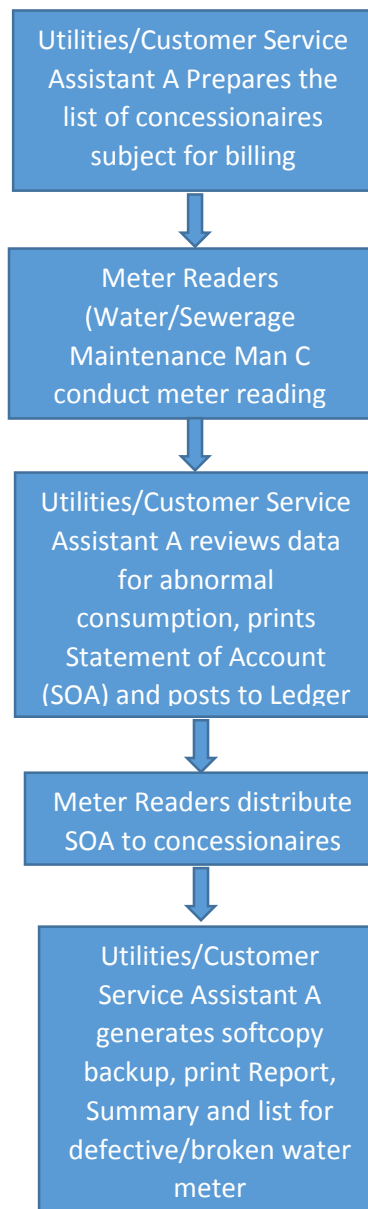 Utilities/Customer Service
Assistant A Prepares the
list of concessionaires
subject for billing
Meter Readers
(Water/Sewerage
Maintenance Man C
conduct meter reading
Utilities/Customer Service
Assistant A reviews data
for abnormal
consumption, prints
Statement of Account
(SOA) and posts to Ledger
Meter Readers distribute
SOA to concessionaires
Utilities/Customer
Service Assistant A
generates softcopy
backup, print Report,
Summary and list for
defective/broken water
meter